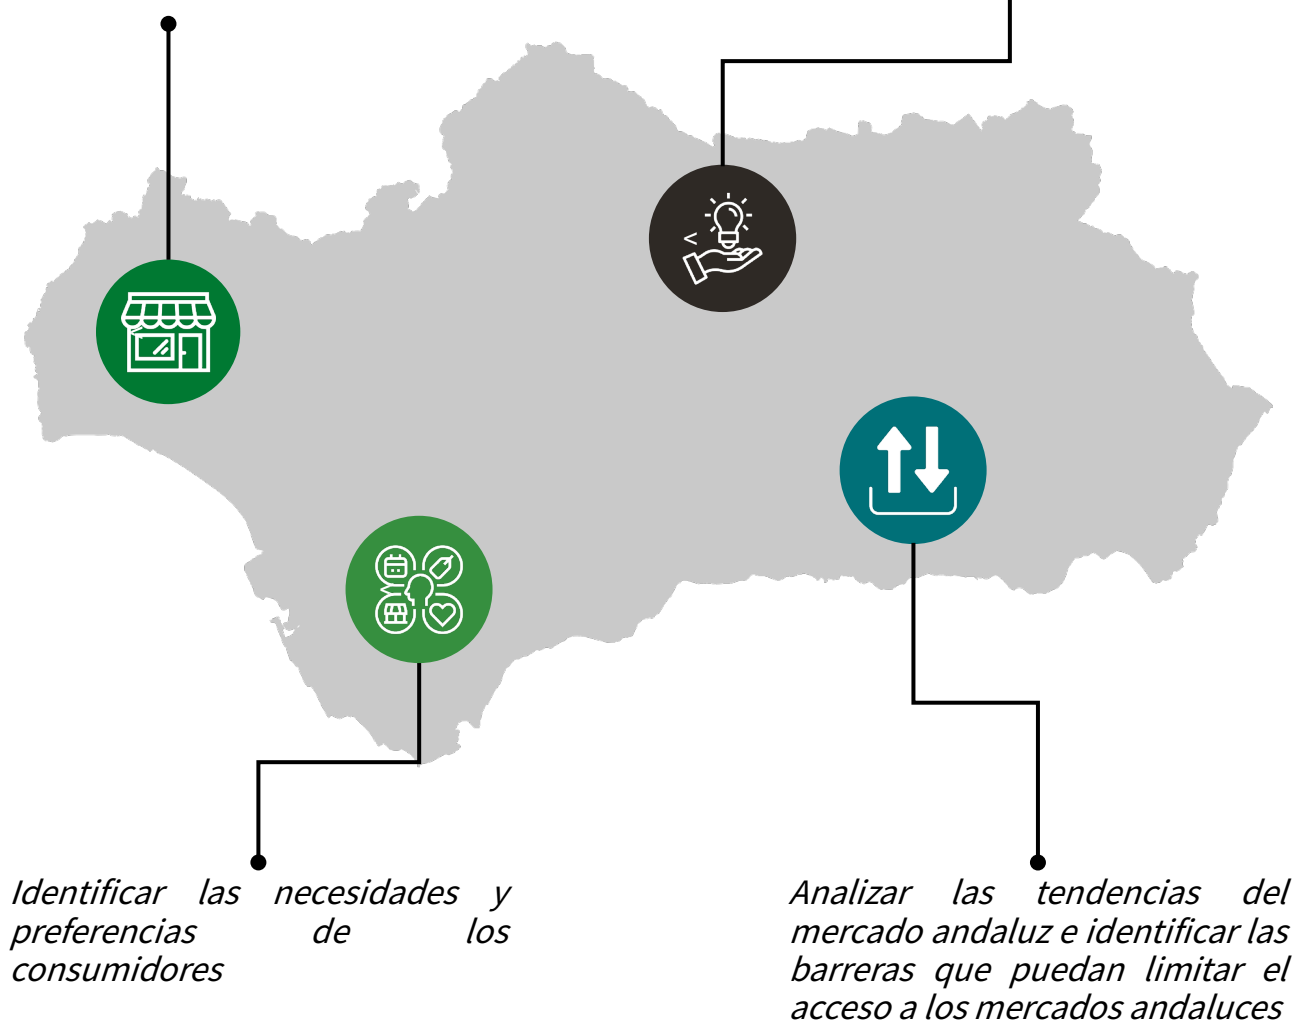 Identificar las necesidades y
preferencias de los
consumidores
Analizar las tendencias del
mercado andaluz e identificar las
barreras que puedan limitar el
acceso a los mercados andaluces